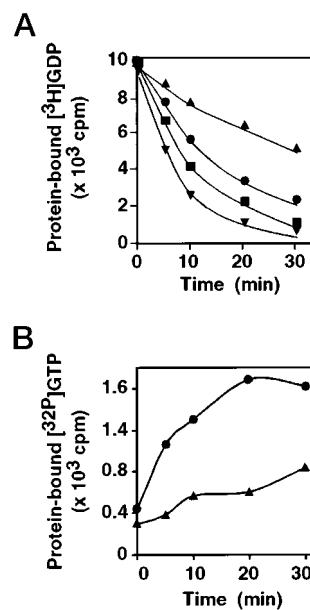 A
Protein-bound [³H]GDP
(x 10³ cpm)
10
8
6
4
2
0
0
10
20
30
Time (min)
B
Protein-bound [32P]GTP
(x 10³ cpm)
1.6
1.2
0.8
0.4
0
0
10
20
30
Time (min)